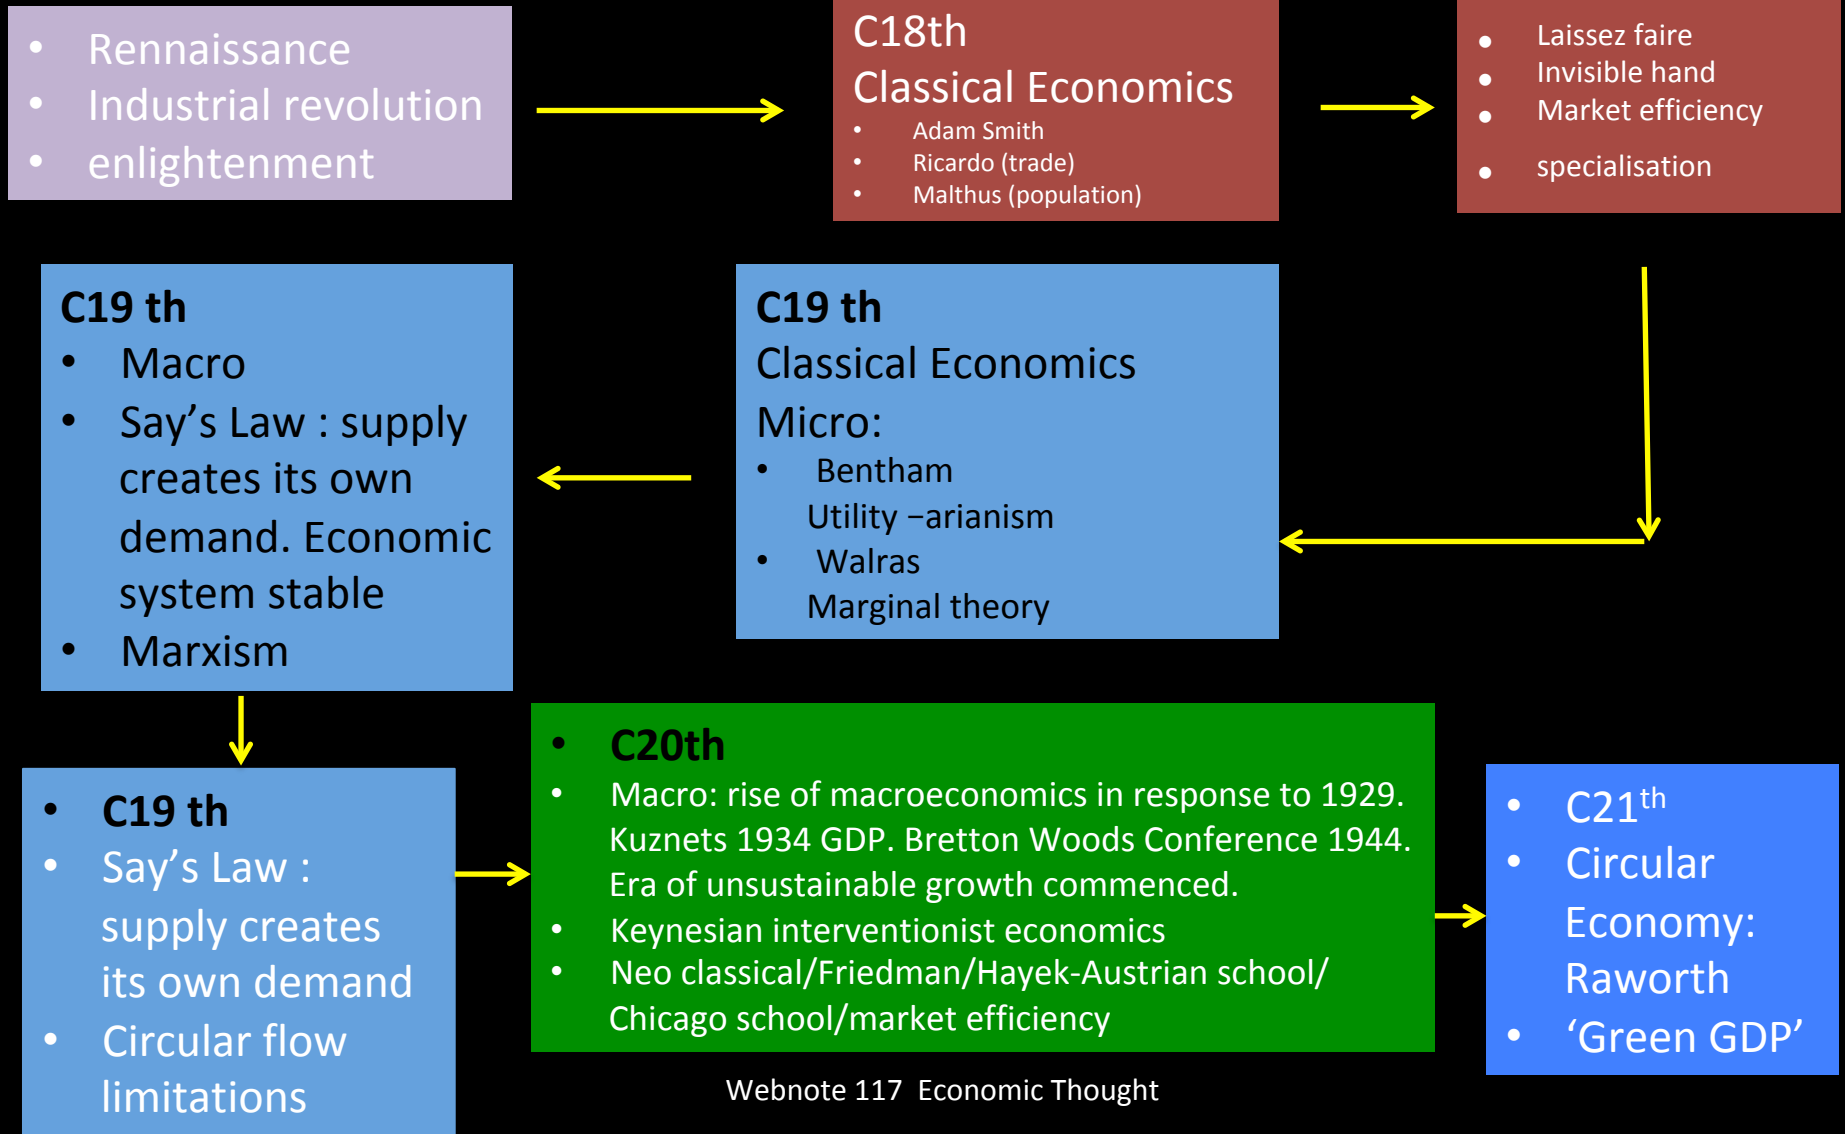 • Rennaissance
• Industrial revolution
• enlightenment
C18th
Classical Economics
• Adam Smith
• Ricardo (trade)
• Malthus (population)
• Laissez faire
• Invisible hand
• Market efficiency
• specialisation
C19 th
Classical Economics
Micro:
• Bentham
Utility –arianism
• Walras
Marginal theory
C19 th
• Macro
• Say’s Law : supply
creates its own
demand. Economic
system stable
• Marxism
• C19 th
• Say’s Law :
supply creates
its own demand
• Circular flow
limitations
• C20th
• Macro: rise of macroeconomics in response to 1929.
Kuznets 1934 GDP. Bretton Woods Conference 1944.
Era of unsustainable growth commenced.
• Keynesian interventionist economics
• Neo classical/Friedman/Hayek-Austrian school/
Chicago school/market efficiency
• C21th
• Circular
Economy:
Raworth
• ‘Green GDP’
Webnote 117 Economic Thought